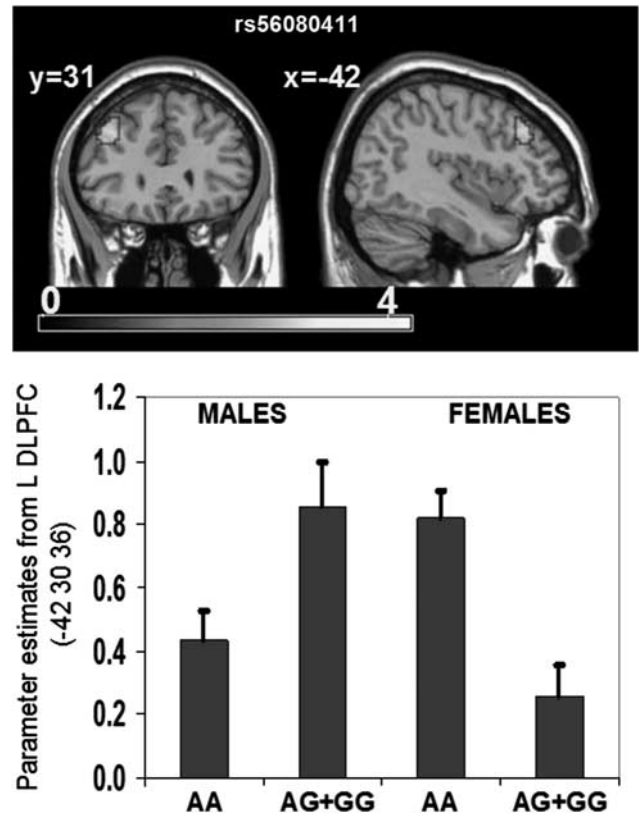 rs56080411
y=31
x=-42
0
4
Parameter estimates from L DLPFC
(-42 30 36)
1.2
1.0
0.8
0.6
0.4
0.2
0.0
MALES
FEMALES
AA
AG+GG
AA
AG+GG